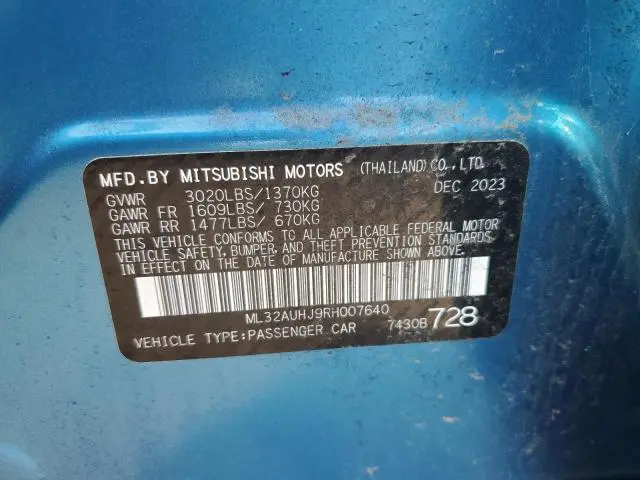 MFD.BY MITSUBISHI MOTORS (THAILAND)CO.,LTD.
GVWR 3020LBS/1370KG DEC 2023
GAWR FR 1609LBS/ 730KG
GAWR RR 1477LBS/ 670KG
THIS VEHICLE CONFORMS TO ALL APPLICABLE FEDERAL MOTOR
VEHICLE SAFETY, BUMPER, AND THEFT PREVENTION STANDARDS
IN EFFECT ON THE DATE OF MANUFACTURE SHOWN ABOVE.
ML32AUHJ9RH007640
VEHICLE TYPE:PASSENGER CAR 7430B 728